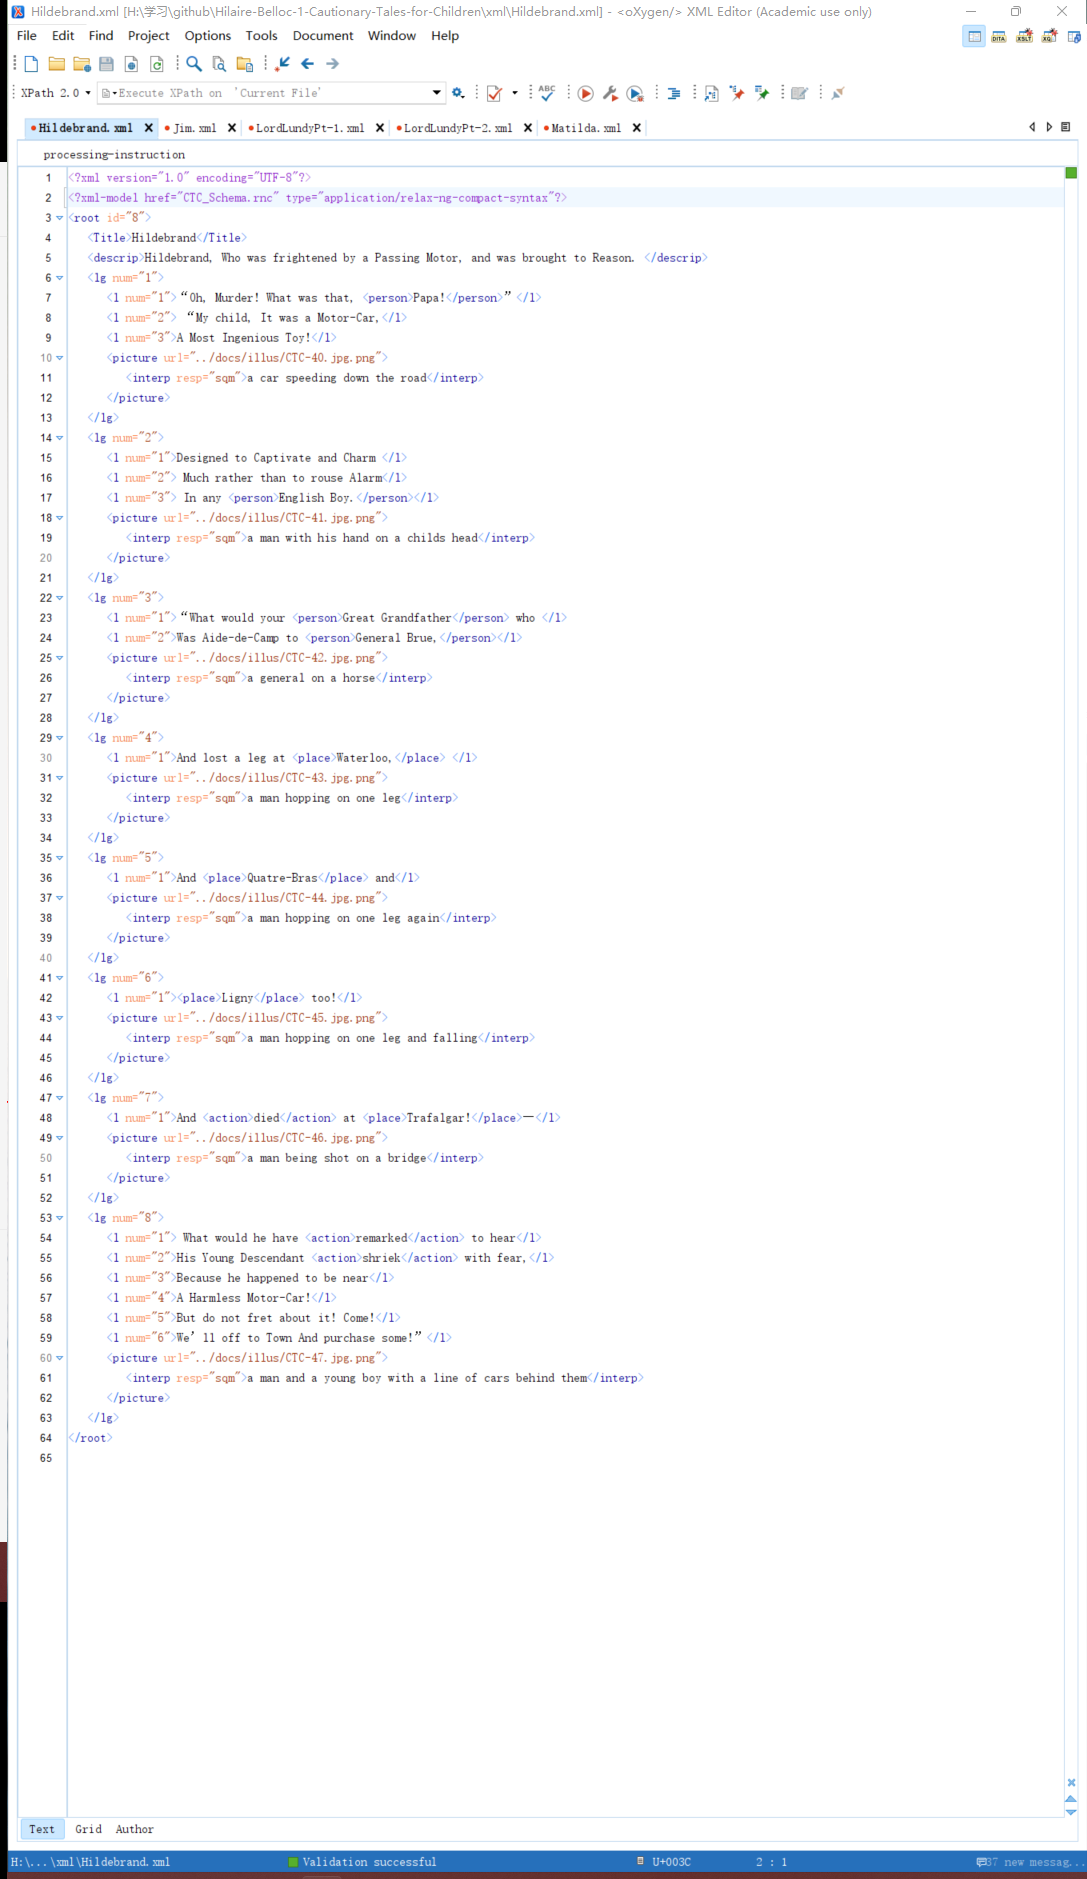 Hildebrand.xml [H:\学习\github\Hilaire-Belloc-1-Cautionary-Tales-for-Children\xml\Hildebrand.xml] - <oXygen/> XML Editor (Academic use only)
File Edit Find Project Options Tools Document Window Help
XPath 2.0 Execute XPath on 'Current File'
Hildebrand.xml Jim.xml LordLundyPt-1.xml LordLundyPt-2.xml Matilda.xml
processing-instruction
1 <?xml version="1.0" encoding="UTF-8"?>
2 <?xml-model href="CTC_Schema.rnc" type="application/relax-ng-compact-syntax"?>
3 <root id="8">
4 <Title>Hildebrand</Title>
5 <descrip>Hildebrand, Who was frightened by a Passing Motor, and was brought to Reason. </descrip>
6 <lg num="1">
7 <l num="1">“Oh, Murder! What was that, <person>Papa!</person>”</l>
8 <l num="2"> “My child, It was a Motor-Car,</l>
9 <l num="3">A Most Ingenious Toy!</l>
10 <picture url="../docs/illus/CTC-40.jpg.png">
11 <interp resp="sqm">a car speeding down the road</interp>
12 </picture>
13 </lg>
14 <lg num="2">
15 <l num="1">Designed to Captivate and Charm </l>
16 <l num="2"> Much rather than to rouse Alarm</l>
17 <l num="3"> In any <person>English Boy.</person></l>
18 <picture url="../docs/illus/CTC-41.jpg.png">
19 <interp resp="sqm">a man with his hand on a childs head</interp>
20 </picture>
21 </lg>
22 <lg num="3">
23 <l num="1">“What would your <person>Great Grandfather</person> who </l>
24 <l num="2">Was Aide-de-Camp to <person>General Brue,</person></l>
25 <picture url="../docs/illus/CTC-42.jpg.png">
26 <interp resp="sqm">a general on a horse</interp>
27 </picture>
28 </lg>
29 <lg num="4">
30 <l num="1">And lost a leg at <place>Waterloo,</place> </l>
31 <picture url="../docs/illus/CTC-43.jpg.png">
32 <interp resp="sqm">a man hopping on one leg</interp>
33 </picture>
34 </lg>
35 <lg num="5">
36 <l num="1">And <place>Quatre-Bras</place> and</l>
37 <picture url="../docs/illus/CTC-44.jpg.png">
38 <interp resp="sqm">a man hopping on one leg again</interp>
39 </picture>
40 </lg>
41 <lg num="6">
42 <l num="1"><place>Ligny</place> too!</l>
43 <picture url="../docs/illus/CTC-45.jpg.png">
44 <interp resp="sqm">a man hopping on one leg and falling</interp>
45 </picture>
46 </lg>
47 <lg num="7">
48 <l num="1">And <action>died</action> at <place>Trafalgar!</place>—</l>
49 <picture url="../docs/illus/CTC-46.jpg.png">
50 <interp resp="sqm">a man being shot on a bridge</interp>
51 </picture>
52 </lg>
53 <lg num="8">
54 <l num="1"> What would he have <action>remarked</action> to hear</l>
55 <l num="2">His Young Descendant <action>shriek</action> with fear,</l>
56 <l num="3">Because he happened to be near</l>
57 <l num="4">A Harmless Motor-Car!</l>
58 <l num="5">But do not fret about it! Come!</l>
59 <l num="6">We’ll off to Town And purchase some!”</l>
60 <picture url="../docs/illus/CTC-47.jpg.png">
61 <interp resp="sqm">a man and a young boy with a line of cars behind them</interp>
62 </picture>
63 </lg>
64 </root>
65
Text Grid Author
H:\...\xml\Hildebrand.xml Validation successful U+003C 2 : 1 37 new messag...